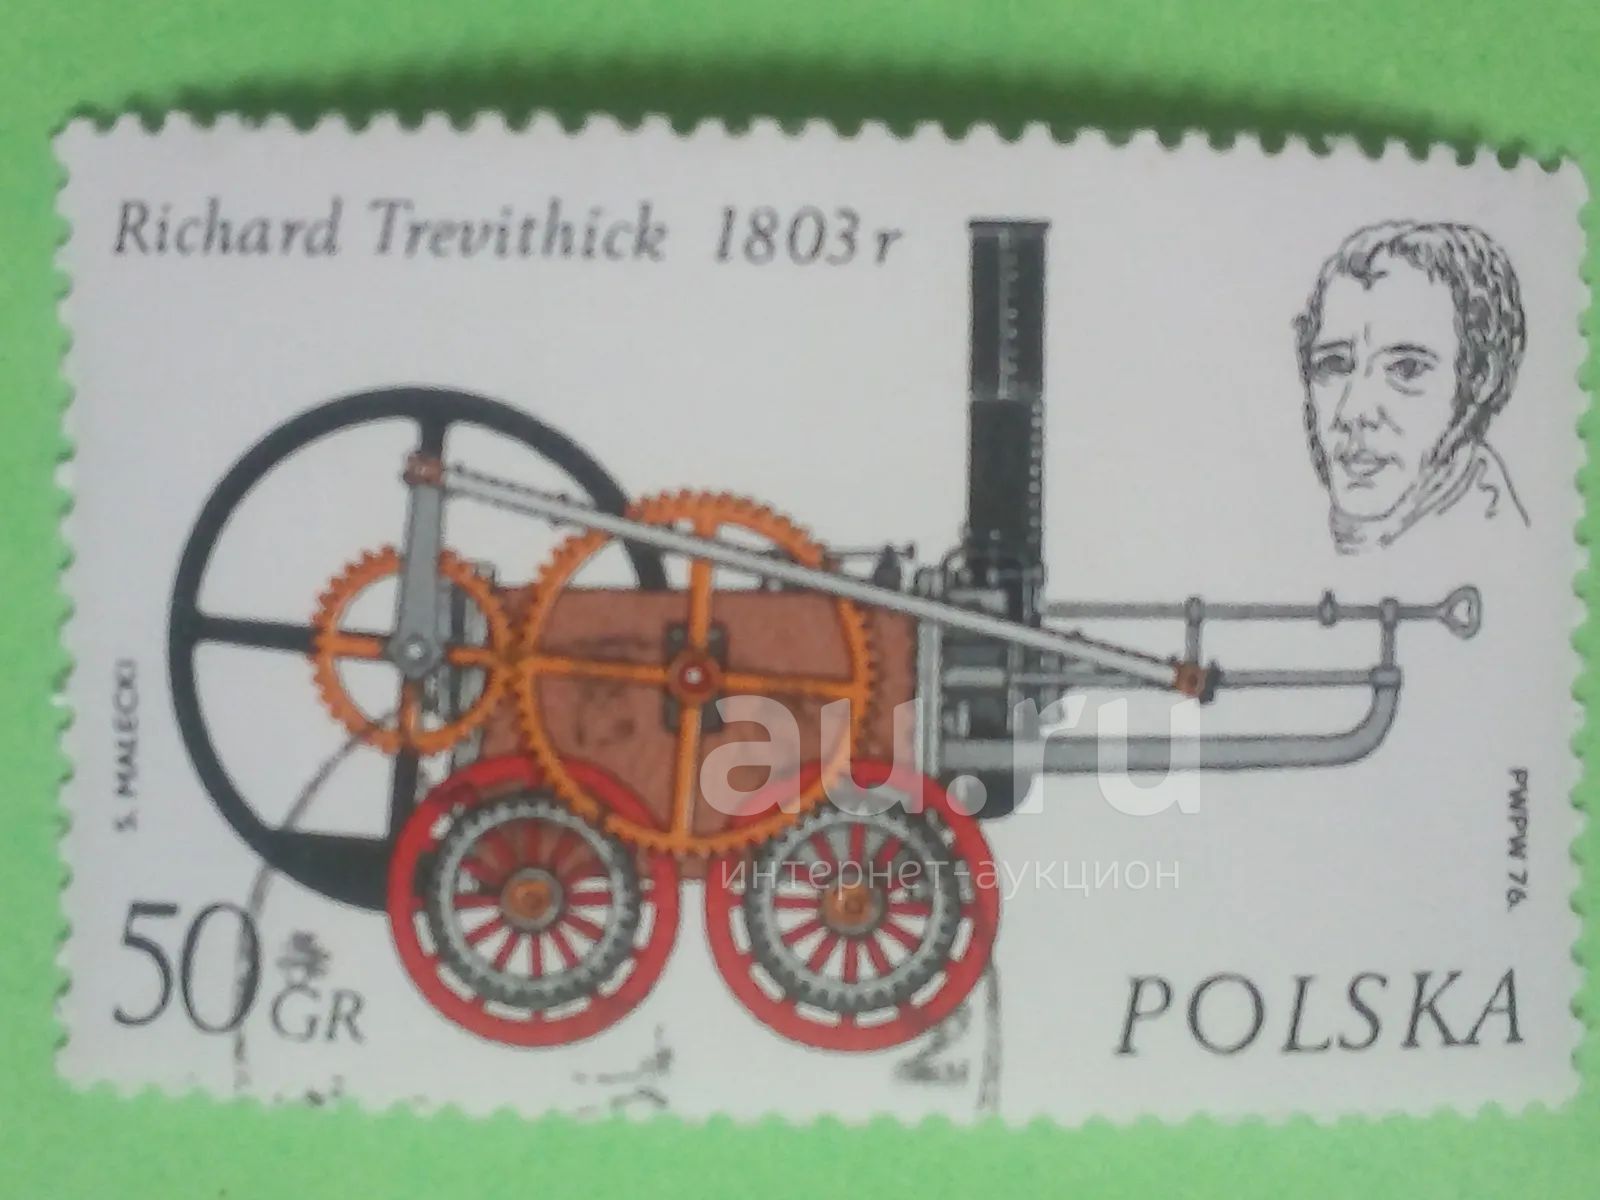 Richard Trevithick 1803 r
S. MAŁECKI
50 GR
POLSKA
PWPW 76.
au.ru
интернет-аукцион